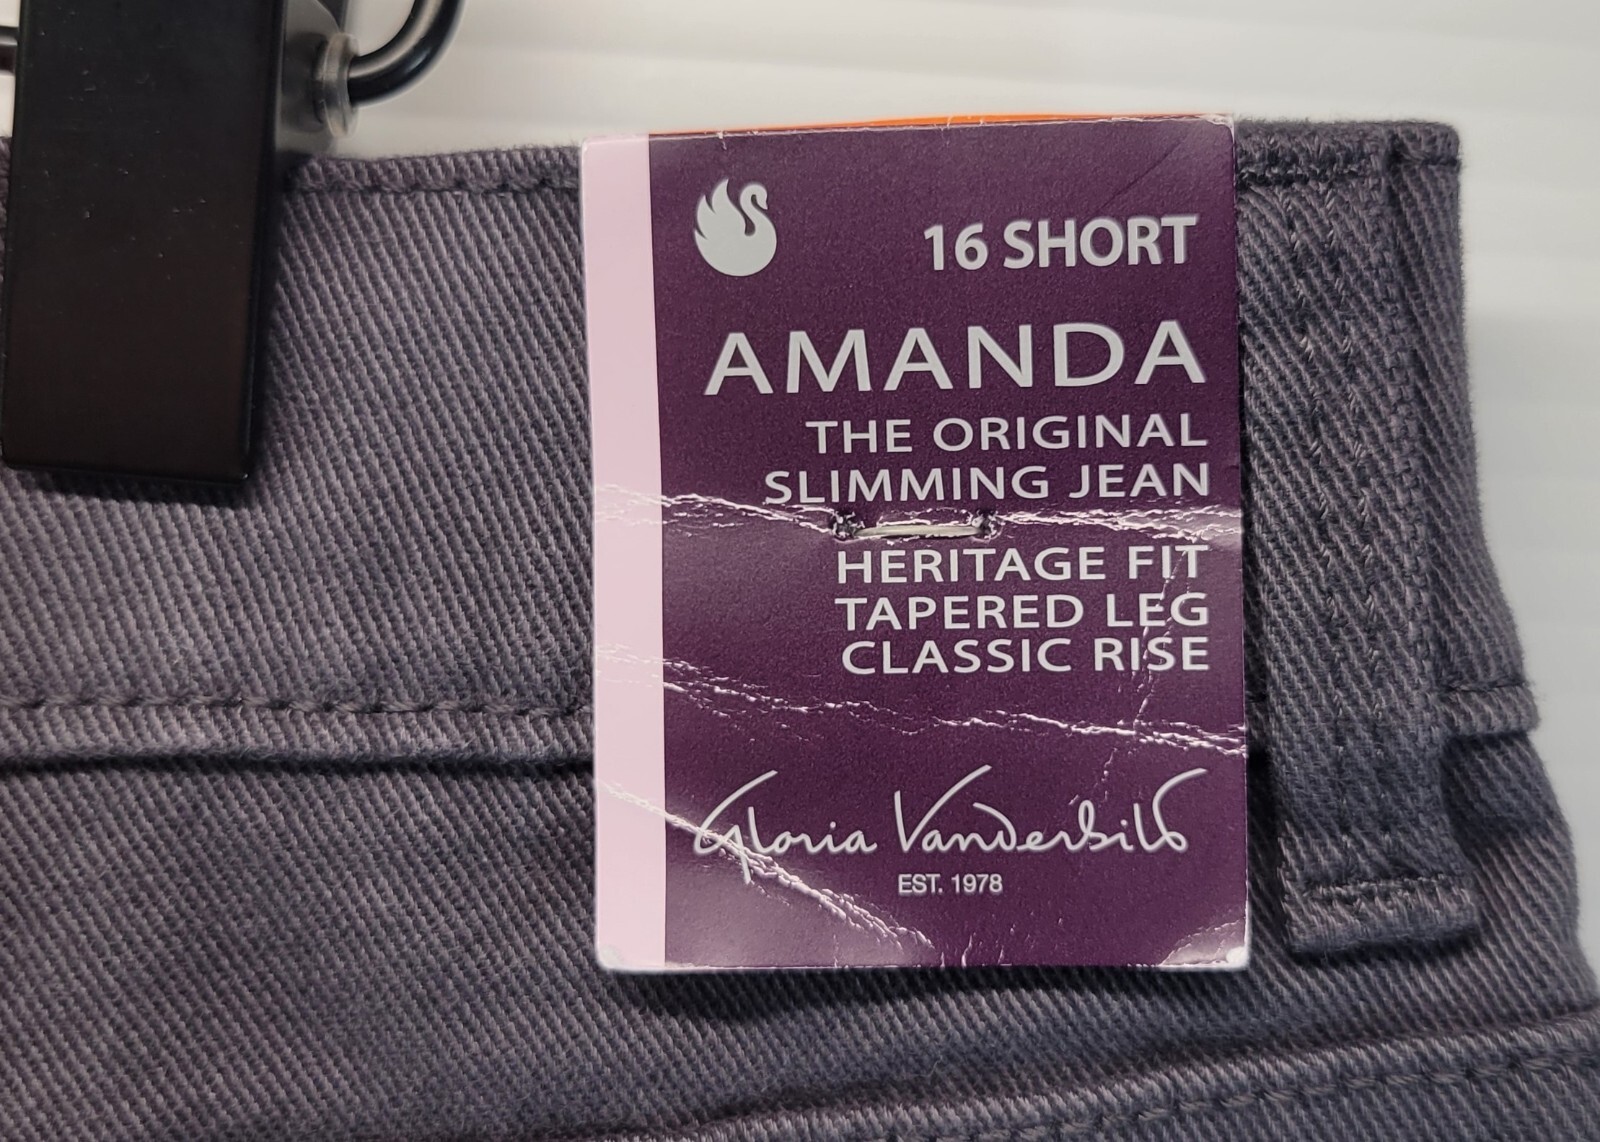 16 SHORT
AMANDA
THE ORIGINAL
SLIMMING JEAN
HERITAGE FIT
TAPERED LEG
CLASSIC RISE
Gloria Vanderbilt
EST. 1978